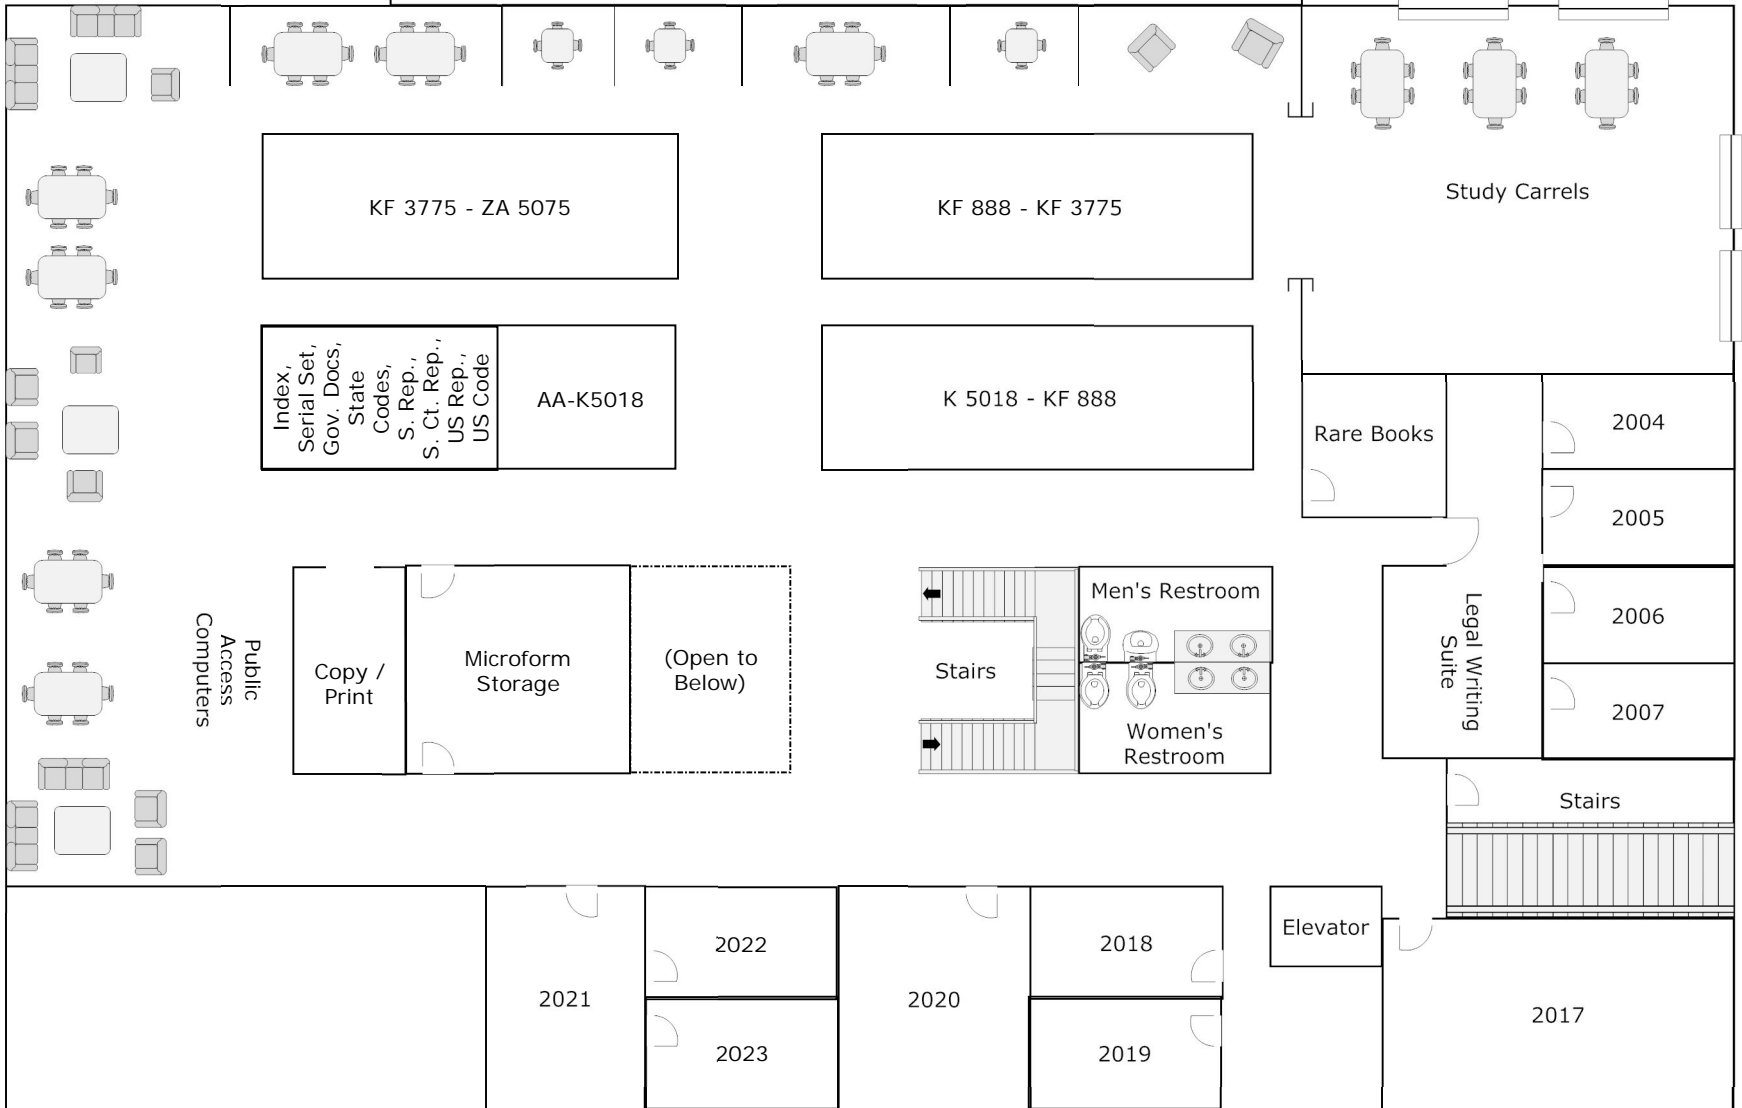 Study Carrels
KF 3775 - ZA 5075
KF 888 - KF 3775
Index,
Serial Set,
Gov. Docs,
State
Codes,
S. Rep.,
S. Ct. Rep.,
US Rep.,
US Code
AA-K5018
K 5018 - KF 888
Rare Books
2004
2005
2006
2007
Legal Writing
Suite
Public
Access
Computers
Copy /
Print
Microform
Storage
(Open to
Below)
Stairs
Men's Restroom
Women's
Restroom
Stairs
2021
2022
2023
2020
2018
2019
Elevator
2017